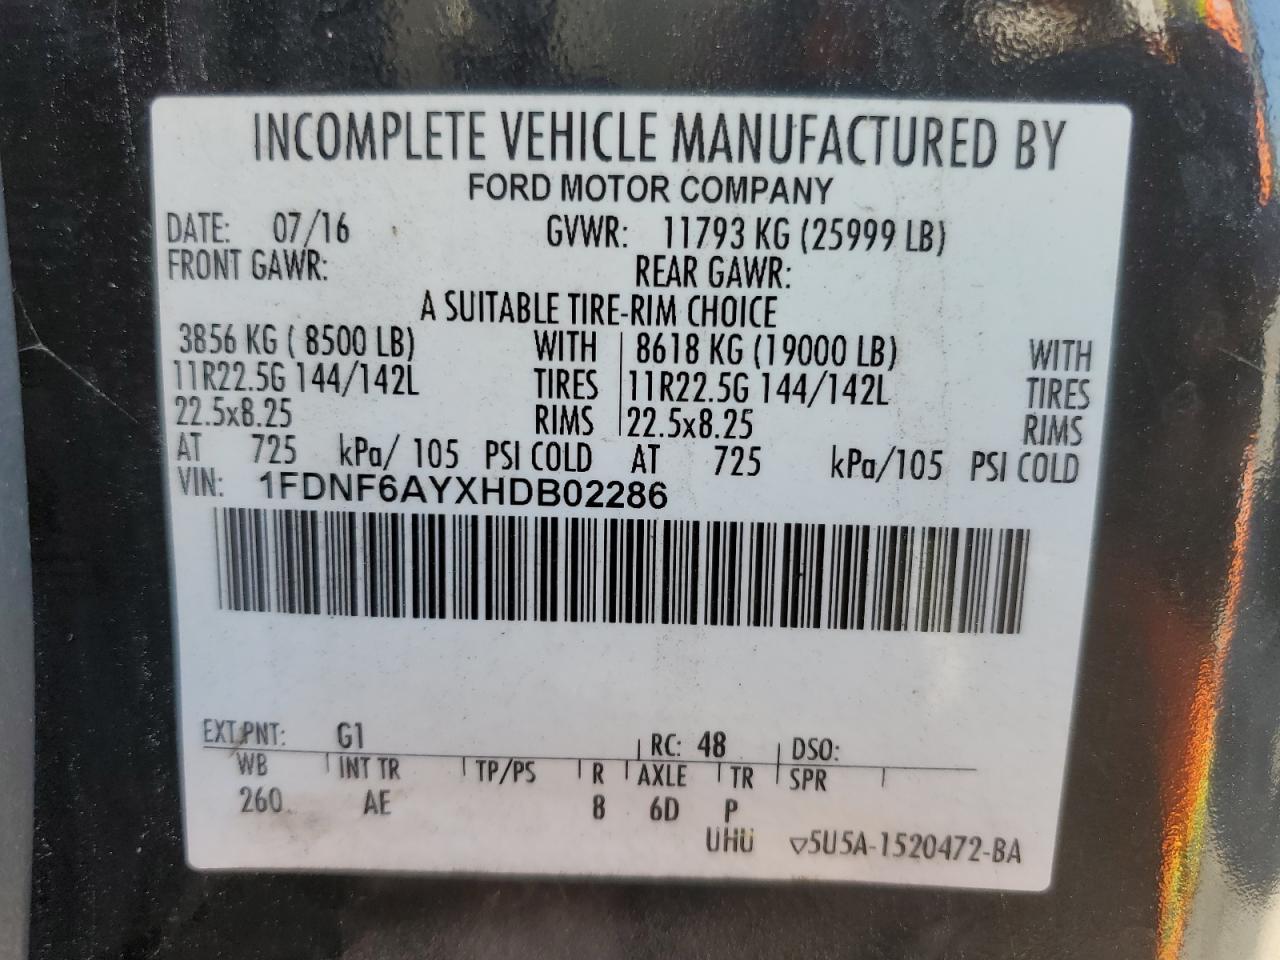 INCOMPLETE VEHICLE MANUFACTURED BY
FORD MOTOR COMPANY
DATE: 07/16 GVWR: 11793 KG (25999 LB)
FRONT GAWR: REAR GAWR:
A SUITABLE TIRE-RIM CHOICE
3856 KG ( 8500 LB) WITH 8618 KG (19000 LB) WITH
11R22.5G 144/142L TIRES 11R22.5G 144/142L TIRES
22.5x8.25 RIMS 22.5x8.25 RIMS
AT 725 kPa/ 105 PSI COLD AT 725 kPa/105 PSI COLD
VIN: 1FDNF6AYXHDB02286
EXT PNT: G1 RC: 48 DSO:
WB INT TR TP/PS R AXLE TR SPR
260 AE 8 6D P
UHU ▽5U5A-1520472-BA